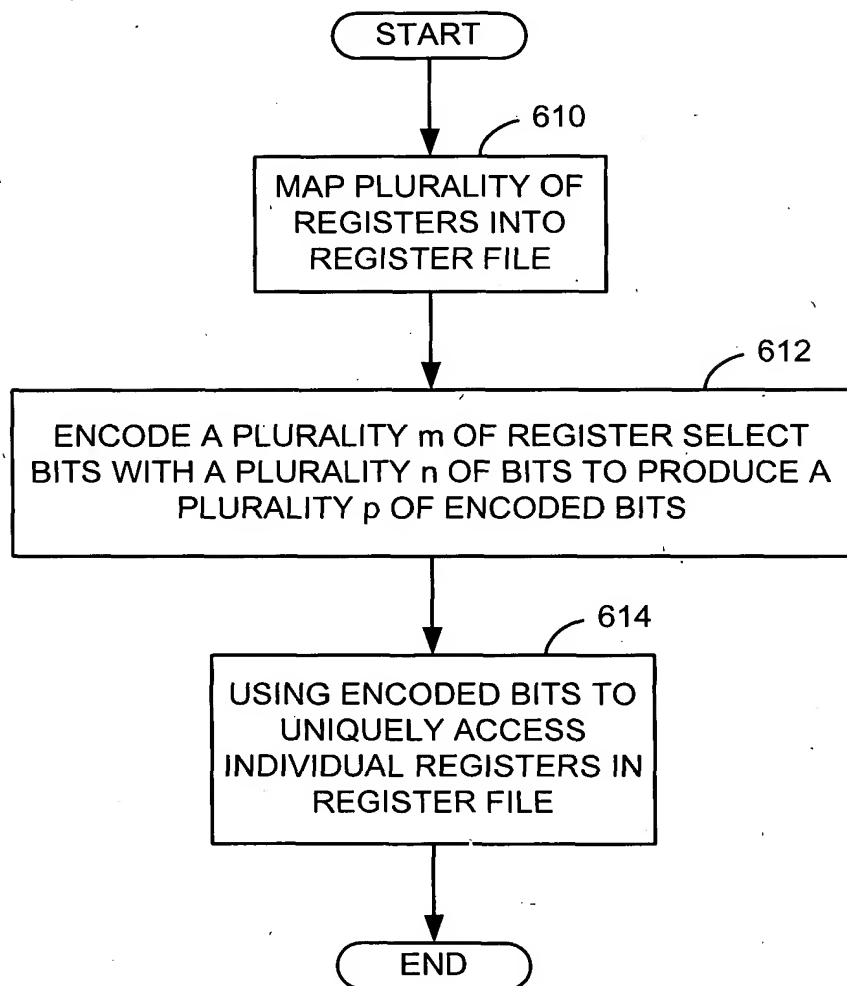 START
610
MAP PLURALITY OF
REGISTERS INTO
REGISTER FILE
612
ENCODE A PLURALITY m OF REGISTER SELECT
BITS WITH A PLURALITY n OF BITS TO PRODUCE A
PLURALITY p OF ENCODED BITS
614
USING ENCODED BITS TO
UNIQUELY ACCESS
INDIVIDUAL REGISTERS IN
REGISTER FILE
END